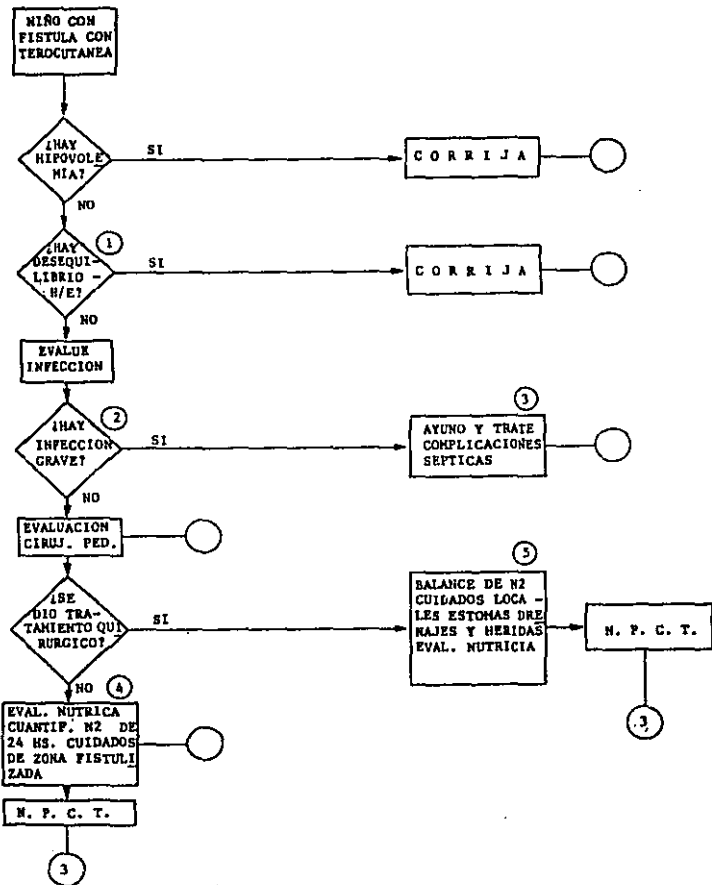 NIÑO CON
FISTULA CON
TEROCUTANEA
¿HAY
HIPOVOLE
MIA?
SI
C O R R I J A
NO
1
¿HAY
DESEQUI-
LIBRIO -
H/E?
SI
C O R R I J A
NO
EVALUE
INFECCION
2
¿HAY
INFECCION
GRAVE?
SI
3
AYUNO Y TRATE
COMPLICACIONES
SEPTICAS
NO
EVALUACION
CIRUJ. PED.
¿SE
DIO TRA-
TAMIENTO QUI
RURGICO?
SI
5
BALANCE DE N2
CUIDADOS LOCA -
LES ESTOMAS DRE
NAJES Y HERIDAS
EVAL. NUTRICIA
N. P. C. T.
3
NO
4
EVAL. NUTRICA
CUANTIF. N2 DE
24 HS. CUIDADOS
DE ZONA FISTULI
ZADA
N. P. C. T.
3